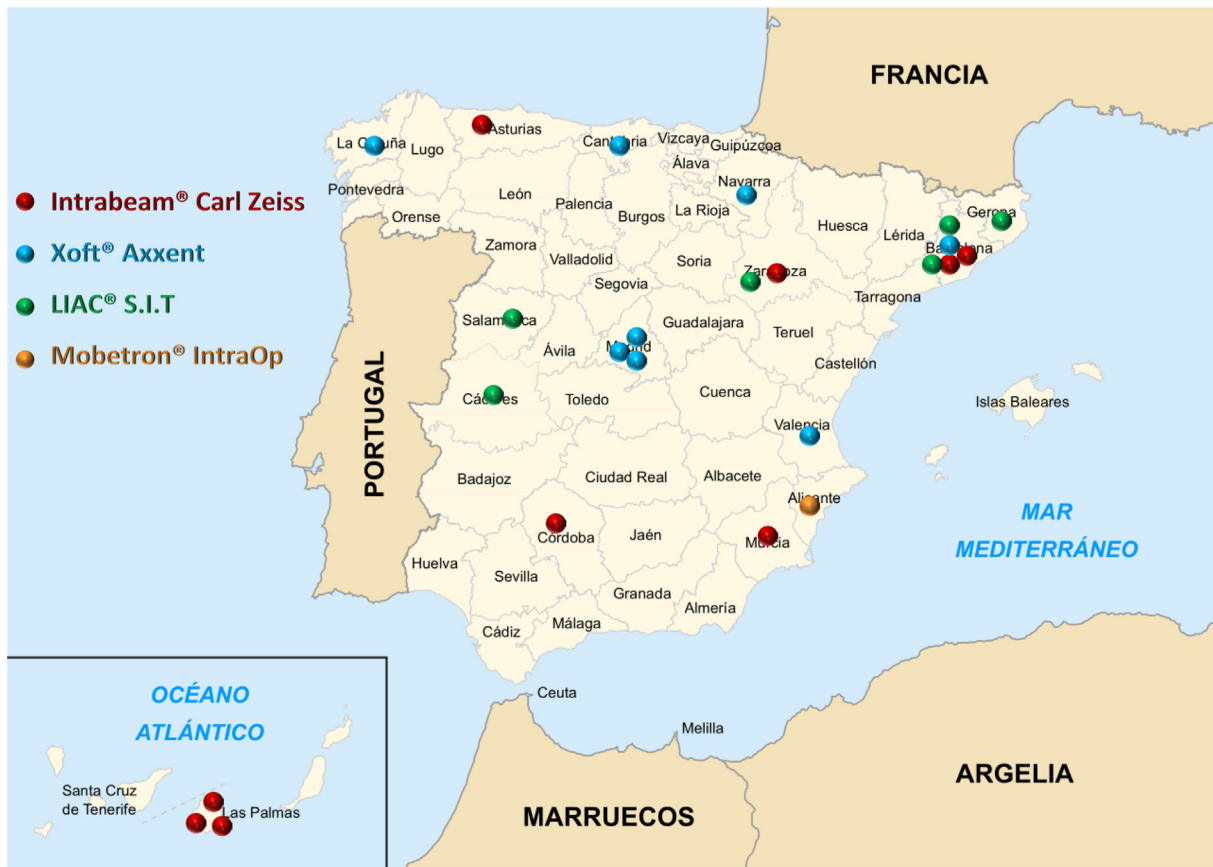 FRANCIA
Intrabeam® Carl Zeiss
Xoft® Axxent
LIAC® S.I.T
Mobetron® IntraOp
La Coruña
Lugo
Asturias
Cantabria
Vizcaya
Guipúzcoa
Álava
Navarra
Pontevedra
Orense
León
Palencia
Burgos
La Rioja
Huesca
Lérida
Gerona
Barcelona
Zamora
Valladolid
Soria
Zaragoza
Segovia
Tarragona
Salamanca
Ávila
Madrid
Guadalajara
Teruel
Castellón
Cáceres
Toledo
Cuenca
Islas Baleares
Valencia
PORTUGAL
Badajoz
Ciudad Real
Albacete
Alicante
MAR
MEDITERRÁNEO
Córdoba
Jaén
Murcia
Huelva
Sevilla
Granada
Almería
Cádiz
Málaga
Ceuta
Melilla
OCÉANO
ATLÁNTICO
Santa Cruz
de Tenerife
Las Palmas
MARRUECOS
ARGELIA